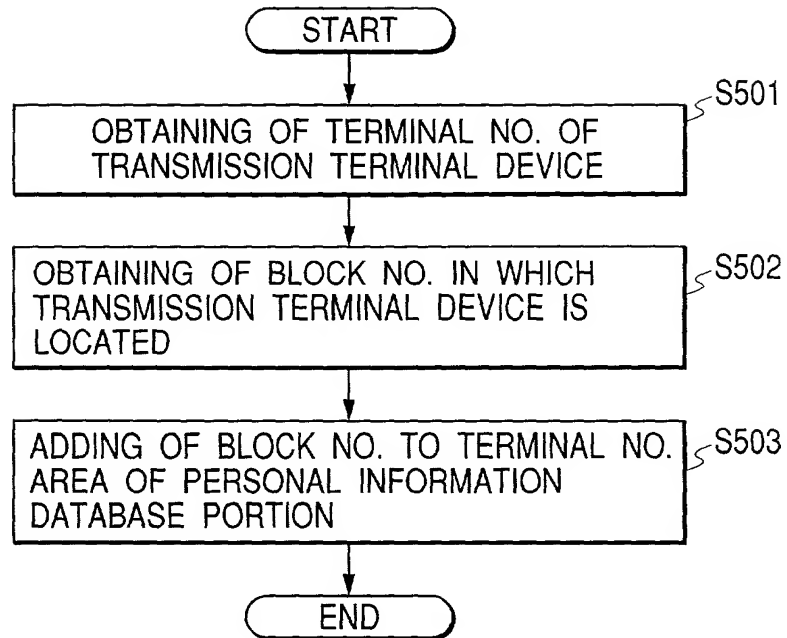 START
S501
OBTAINING OF TERMINAL NO. OF
TRANSMISSION TERMINAL DEVICE
S502
OBTAINING OF BLOCK NO. IN WHICH
TRANSMISSION TERMINAL DEVICE IS
LOCATED
S503
ADDING OF BLOCK NO. TO TERMINAL NO.
AREA OF PERSONAL INFORMATION
DATABASE PORTION
END